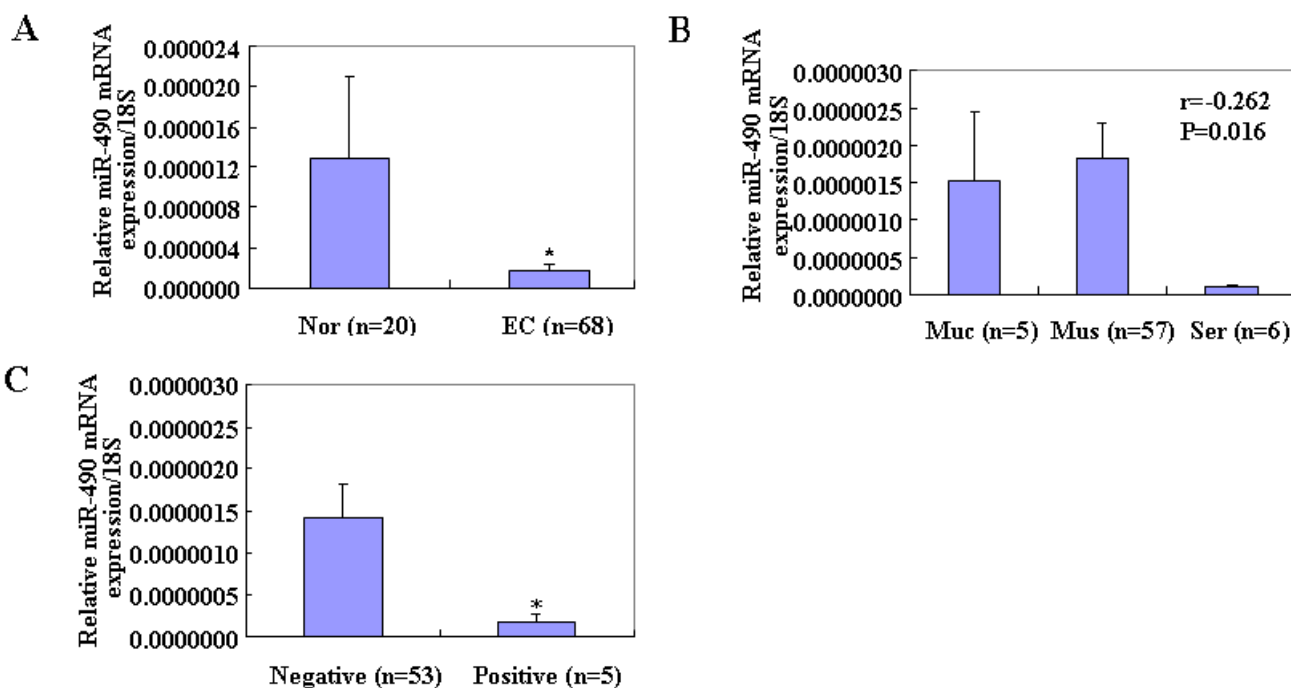 A
Relative miR-490 mRNA
expression/18S
0.000024
0.000020
0.000016
0.000012
0.000008
0.000004
0.000000
*
Nor (n=20)
EC (n=68)
B
Relative miR-490 mRNA
expression/18S
0.0000030
0.0000025
0.0000020
0.0000015
0.0000010
0.0000005
0.0000000
r=-0.262
P=0.016
Muc (n=5)
Mus (n=57)
Ser (n=6)
C
Relative miR-490 mRNA
expression/18S
0.0000030
0.0000025
0.0000020
0.0000015
0.0000010
0.0000005
0.0000000
*
Negative (n=53)
Positive (n=5)